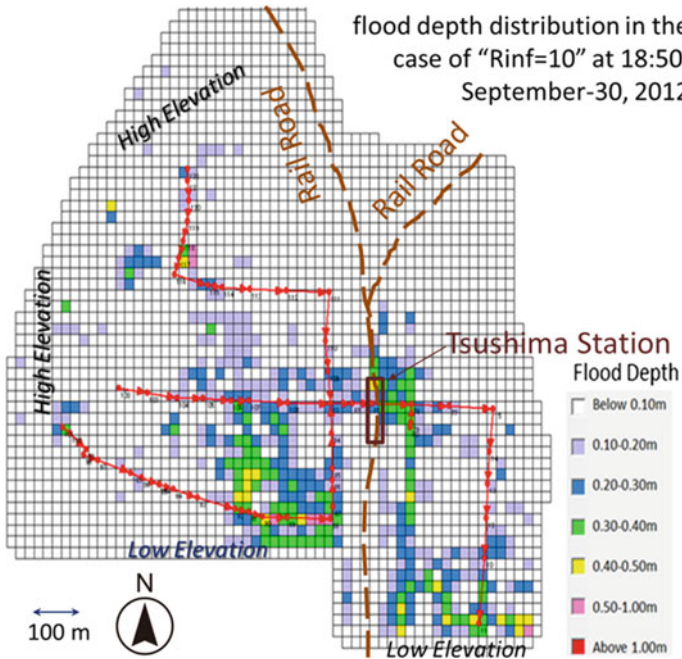 flood depth distribution in the
case of “Rinf=10” at 18:50
September-30, 2012
High Elevation
Rail Road
Rail Road
High Elevation
Tsushima Station
Flood Depth
Below 0.10m
0.10-0.20m
0.20-0.30m
0.30-0.40m
0.40-0.50m
0.50-1.00m
Above 1.00m
Low Elevation
N
100 m
Low Elevation